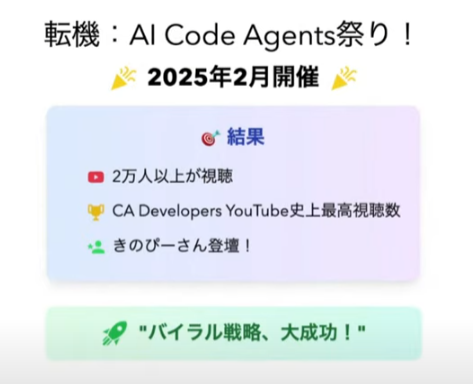 転機：AI Code Agents祭り！
2025年2月開催
結果
2万人以上が視聴
CA Developers YouTube史上最高視聴数
きのぴーさん登壇！
"バイラル戦略、大成功！"